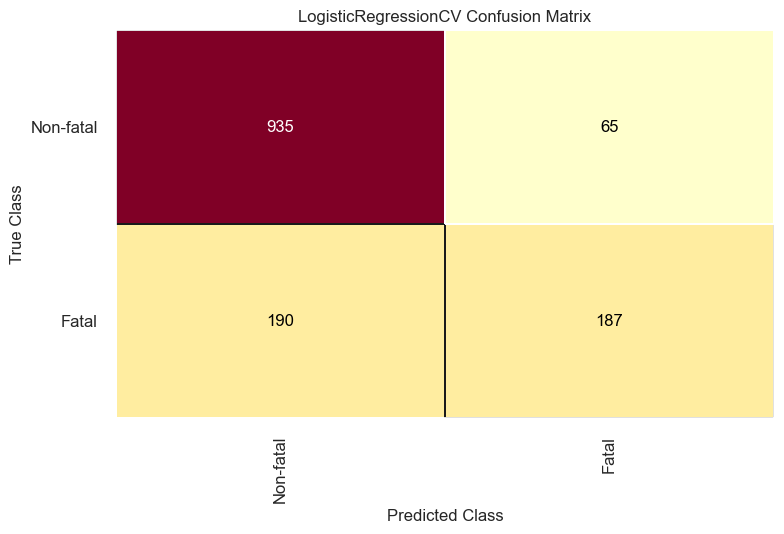 LogisticRegressionCV Confusion Matrix
True Class
Non-fatal
935
65
Fatal
190
187
Non-fatal
Fatal
Predicted Class